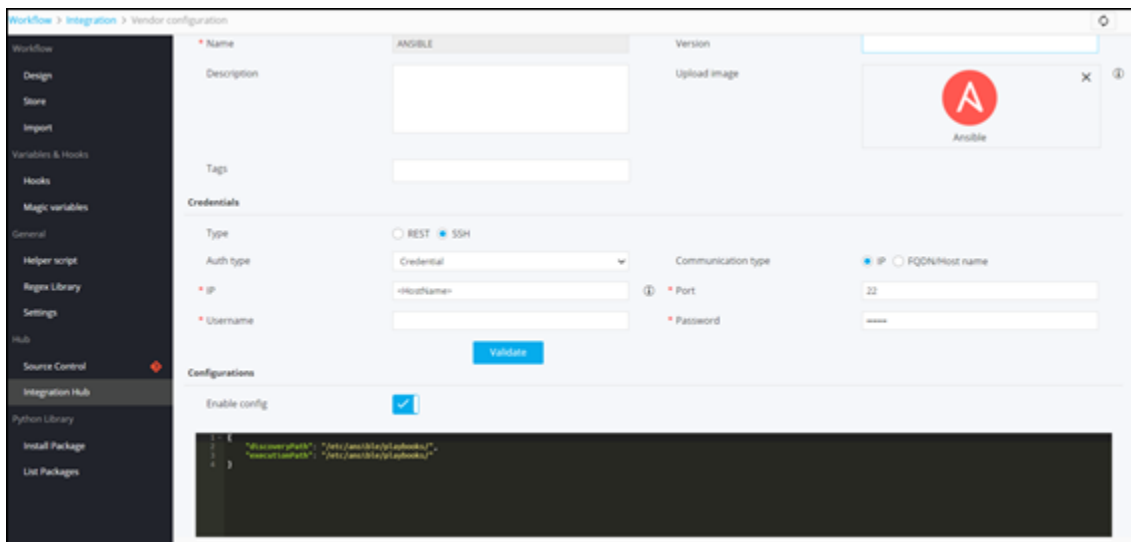 Workflow > Integration > Vendor configuration
Workflow
Design
Store
Import
Variables & Hooks
Hooks
Magic variables
General
Helper script
Regex Library
Settings
Hub
Source Control
Integration Hub
Python Library
Install Package
List Packages
* Name ANSIBLE Version
Description Upload image
Ansible
Tags
Credentials
Type REST SSH
Auth type Credential Communication type IP FQDN/Host name
* IP <HostName> * Port 22
* Username * Password
Validate
Configurations
Enable config
1 {
2 "discoveryPath": "/etc/ansible/playbooks/",
3 "executionPath": "/etc/ansible/playbooks/"
4 }